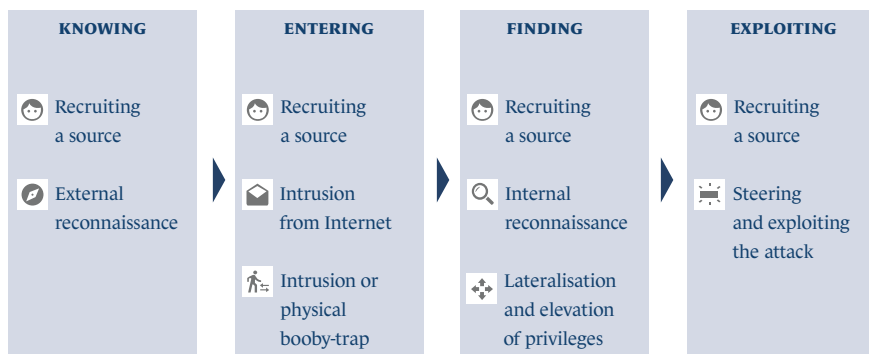 KNOWING
Recruiting
a source
External
reconnaissance
ENTERING
Recruiting
a source
Intrusion
from Internet
Intrusion or
physical
booby-trap
FINDING
Recruiting
a source
Internal
reconnaissance
Lateralisation
and elevation
of privileges
EXPLOITING
Recruiting
a source
Steering
and exploiting
the attack